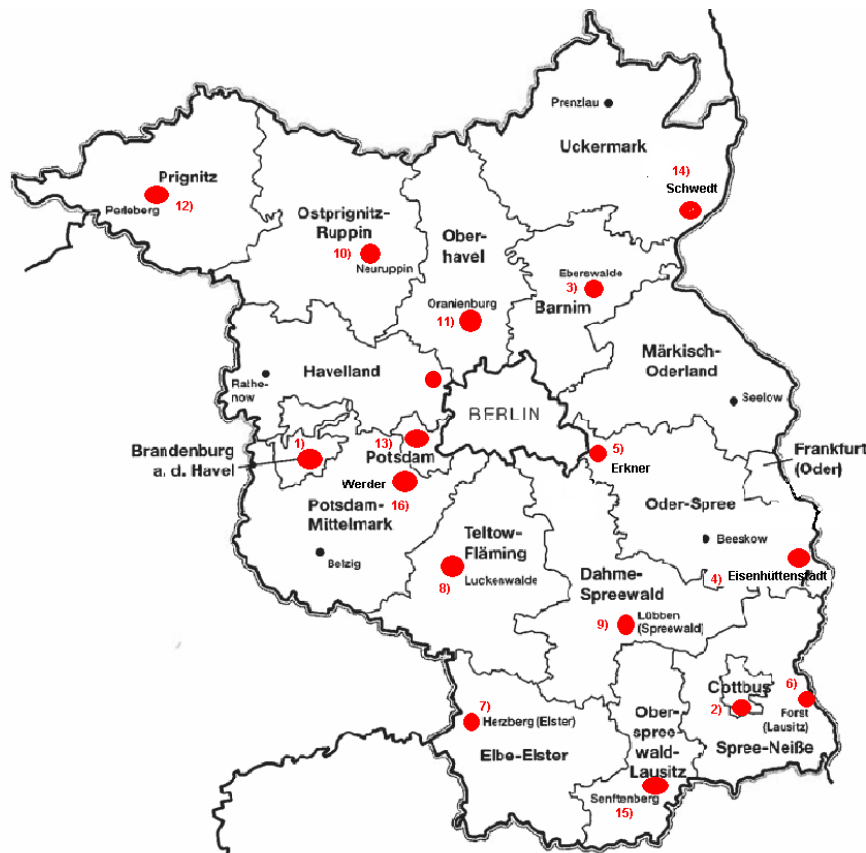 Prenzlau
Uckermark
14)
Schwedt
Prignitz
Perleberg
12)
Ostprignitz-
Ruppin
10)
Neuruppin
Ober-
havel
Eberswalde
3)
Barnim
Oranienburg
11)
Märkisch-
Oderland
Seelow
Havelland
Rathe-
now
BERLIN
Brandenburg
a. d. Havel
1)
13)
Potsdam
5)
Erkner
Frankfurt
(Oder)
Werder
16)
Potsdam-
Mittelmark
Belzig
Oder-Spree
Beeskow
4)
Eisenhüttenstadt
Teltow-
Fläming
8)
Luckenwalde
Dahme-
Spreewald
9)
Lübben
(Spreewald)
7)
Herzberg (Elster)
Elbe-Elster
Ober-
spree
wald-
Lausitz
Senftenberg
15)
Cottbus
2)
6)
Forst
(Lausitz)
Spree-Neiße